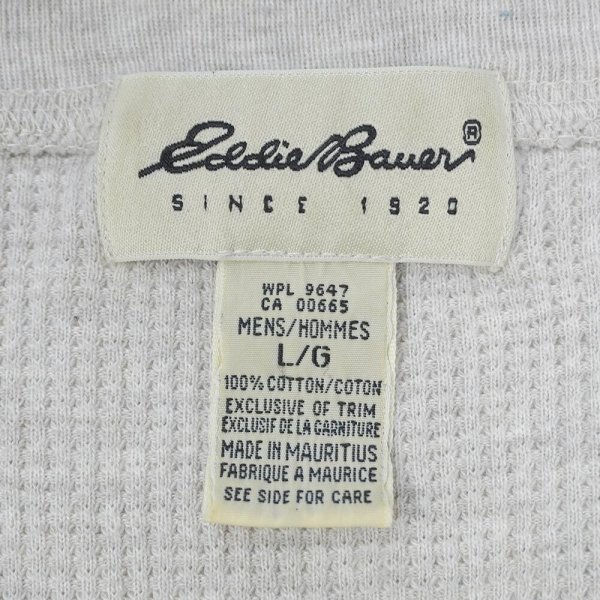 Eddie Bauer®
SINCE 1920
WPL 9647
CA 00665
MENS/HOMMES
L/G
100% COTTON/COTON
EXCLUSIVE OF TRIM
EXCLUSIF DE LA GARNITURE
MADE IN MAURITIUS
FABRIQUE A MAURICE
SEE SIDE FOR CARE